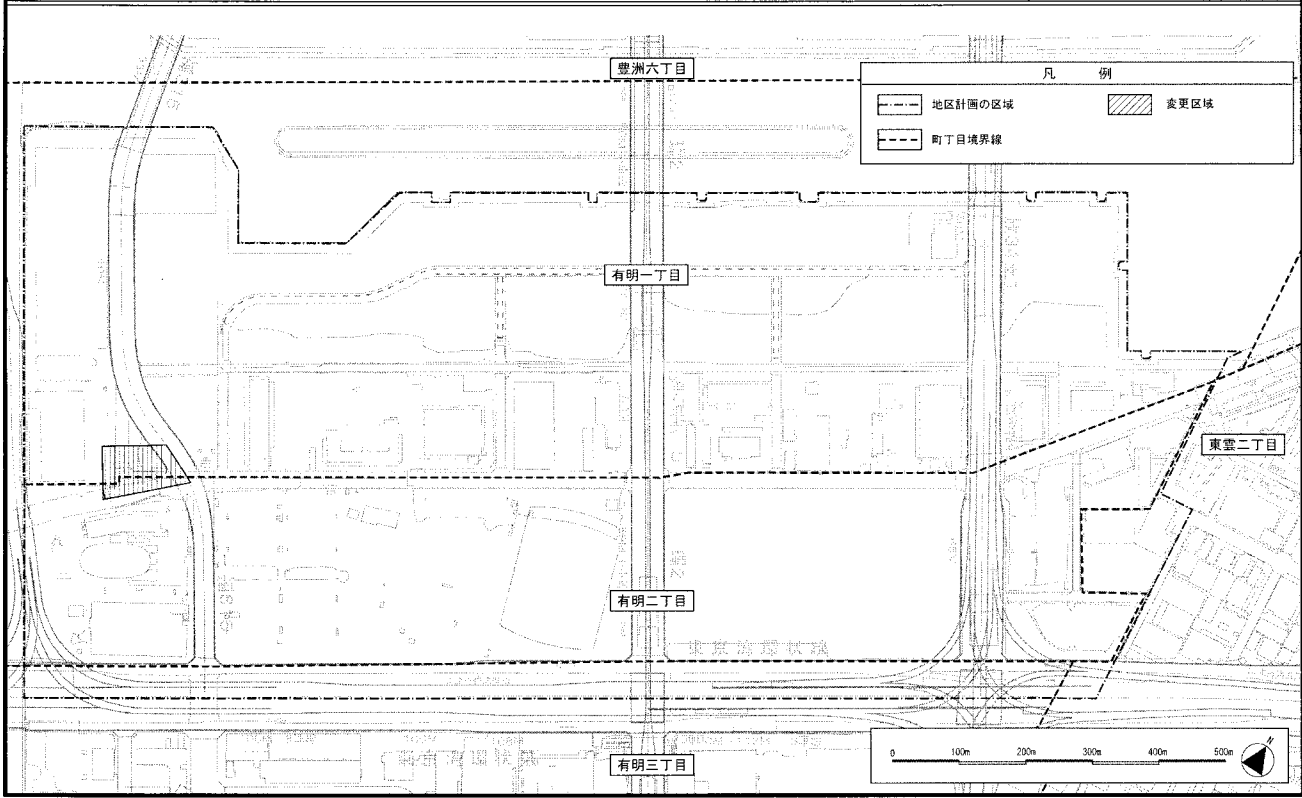 豊洲六丁目
凡 例
地区計画の区域
変更区域
町丁目境界線
有明一丁目
東雲二丁目
有明二丁目
東京湾環状線
有明三丁目
0 100m 200m 300m 400m 500m
N